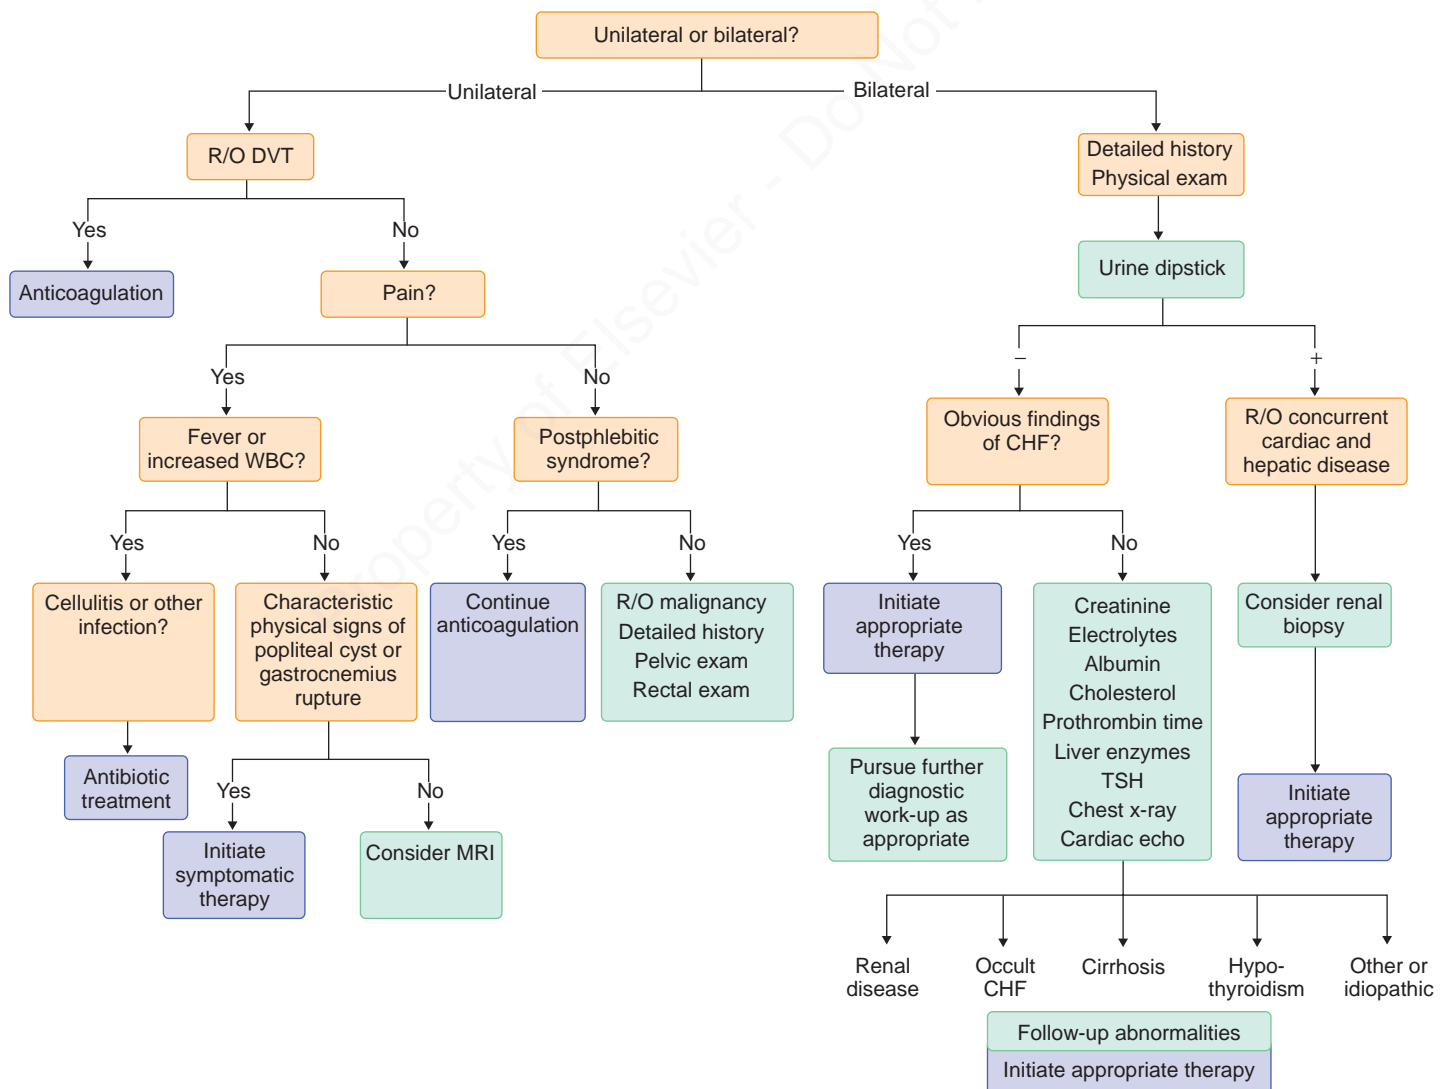 Unilateral or bilateral?
Unilateral
Bilateral
R/O DVT
Yes
No
Anticoagulation
Pain?
Yes
No
Fever or
increased WBC?
Postphlebitic
syndrome?
Yes
No
Yes
No
Cellulitis or other
infection?
Characteristic
physical signs of
popliteal cyst or
gastrocnemius
rupture
Continue
anticoagulation
R/O malignancy
Detailed history
Pelvic exam
Rectal exam
Antibiotic
treatment
Yes
No
Initiate
symptomatic
therapy
Consider MRI
Detailed history
Physical exam
Urine dipstick
−
+
Obvious findings
of CHF?
R/O concurrent
cardiac and
hepatic disease
Yes
No
Initiate
appropriate
therapy
Creatinine
Electrolytes
Albumin
Cholesterol
Prothrombin time
Liver enzymes
TSH
Chest x-ray
Cardiac echo
Consider renal
biopsy
Pursue further
diagnostic
work-up as
appropriate
Initiate
appropriate
therapy
Renal
disease
Occult
CHF
Cirrhosis
Hypo-
thyroidism
Other or
idiopathic
Follow-up abnormalities
Initiate appropriate therapy
Property of Elsevier - Do Not